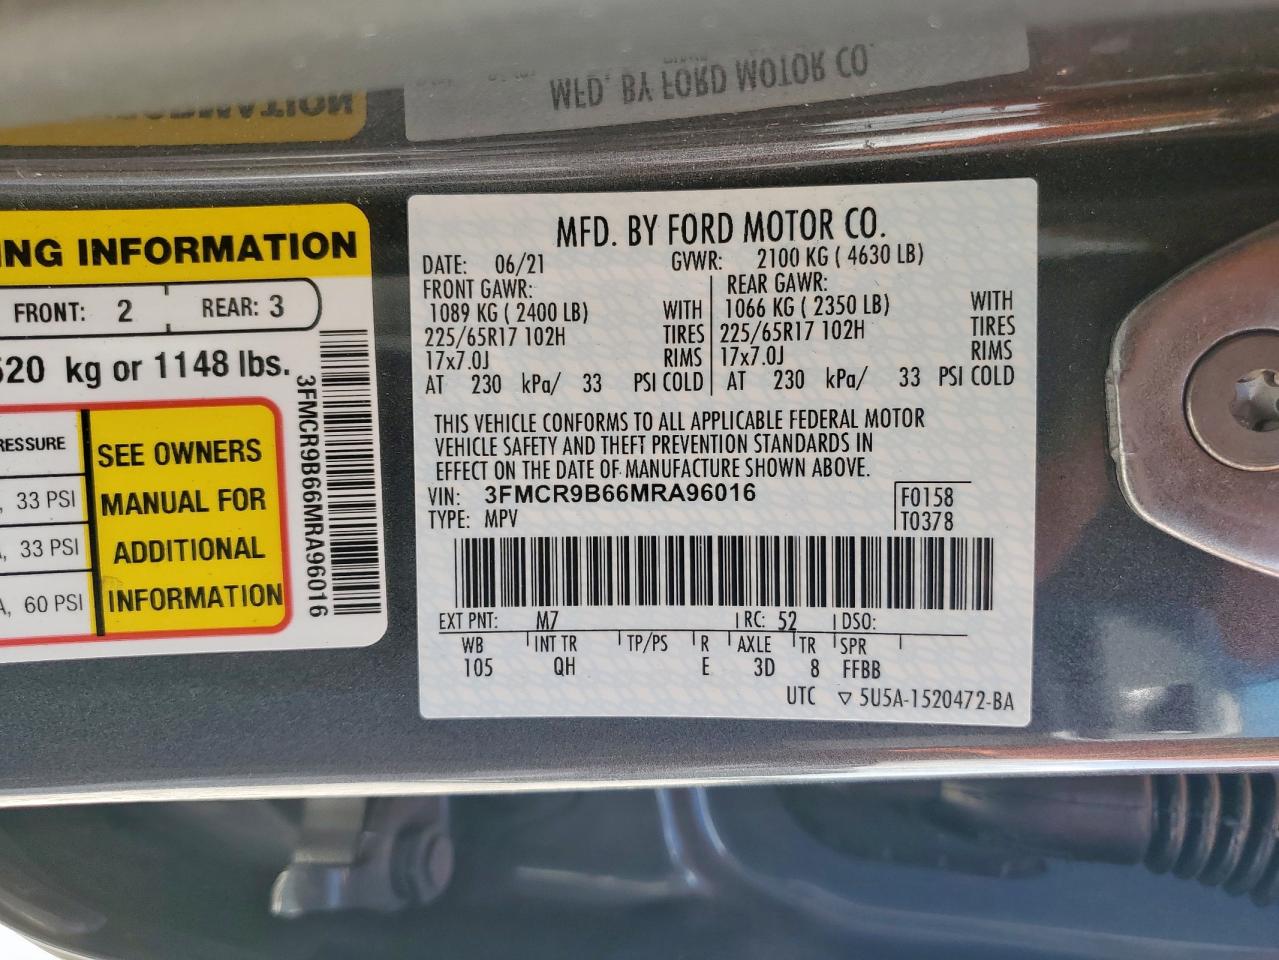 MFD. BY FORD MOTOR CO.
ING INFORMATION
FRONT: 2 REAR: 3
520 kg or 1148 lbs.
RESSURE
, 33 PSI
A, 33 PSI
A, 60 PSI
SEE OWNERS
MANUAL FOR
ADDITIONAL
INFORMATION
3FMCR9B66MRA96016
MFD. BY FORD MOTOR CO.
DATE: 06/21 GVWR: 2100 KG ( 4630 LB)
FRONT GAWR: REAR GAWR:
1089 KG ( 2400 LB) WITH 1066 KG ( 2350 LB) WITH
225/65R17 102H TIRES 225/65R17 102H TIRES
17x7.0J RIMS 17x7.0J RIMS
AT 230 kPa/ 33 PSI COLD AT 230 kPa/ 33 PSI COLD
THIS VEHICLE CONFORMS TO ALL APPLICABLE FEDERAL MOTOR
VEHICLE SAFETY AND THEFT PREVENTION STANDARDS IN
EFFECT ON THE DATE OF MANUFACTURE SHOWN ABOVE.
VIN: 3FMCR9B66MRA96016 F0158
TYPE: MPV T0378
EXT PNT: M7 RC: 52 DSO:
WB INT TR TP/PS R AXLE TR SPR
105 QH E 3D 8 FFBB
UTC ▽ 5U5A-1520472-BA